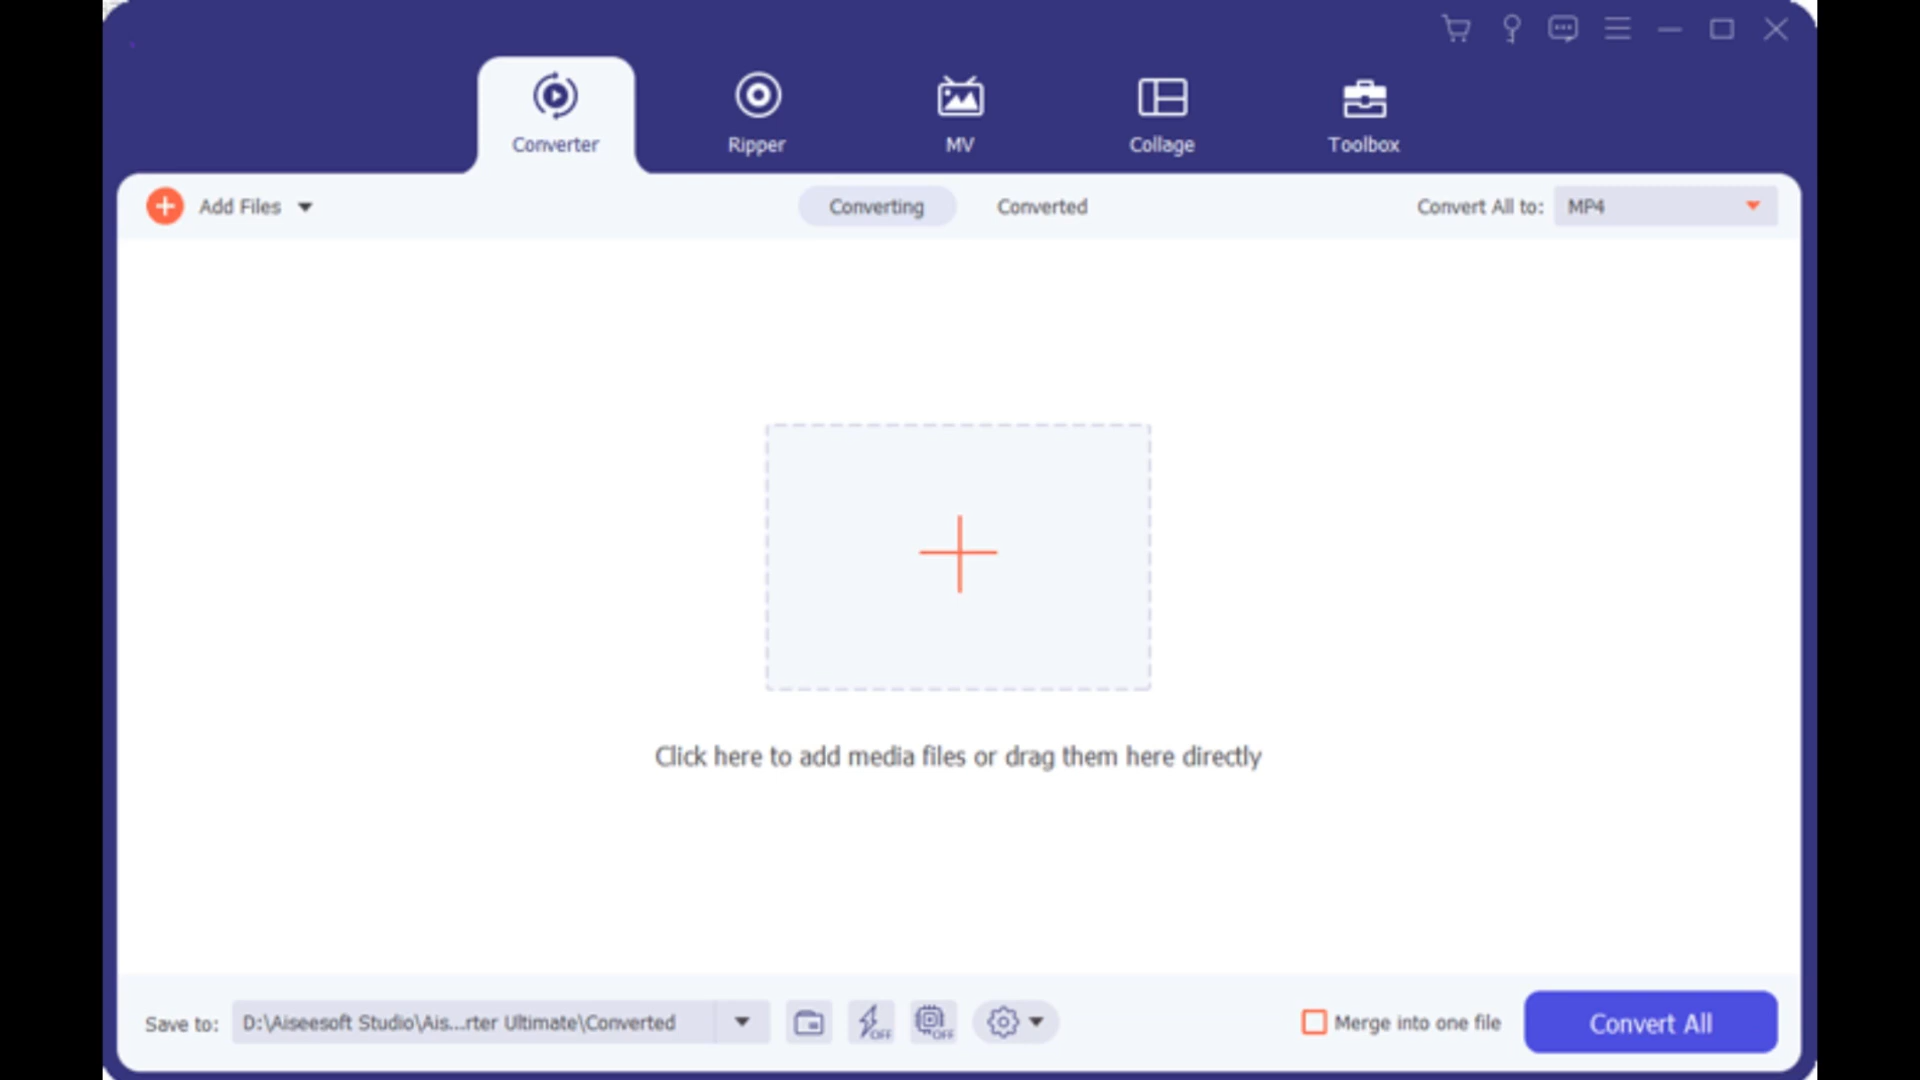 Converter
Ripper
MV
Collage
Toolbox
Add Files
Converting
Converted
Convert All to:
MP4
Click here to add media files or drag them here directly
Save to:
D:\Aiseesoft Studio\Ais...rter Ultimate\Converted
OFF
OFF
Merge into one file
Convert All